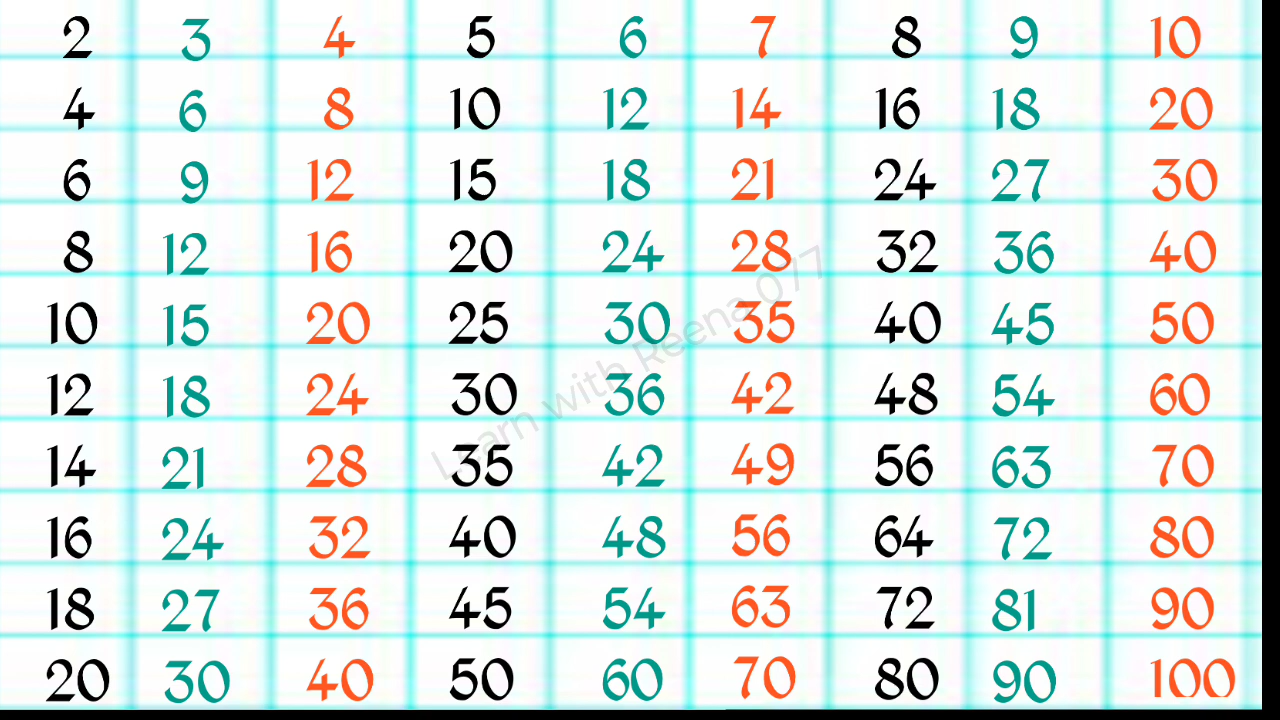 2 3 4 5 6 7 8 9 10
4 6 8 10 12 14 16 18 20
6 9 12 15 18 21 24 27 30
8 12 16 20 24 28 32 36 40
10 15 20 25 30 35 40 45 50
12 18 24 30 36 42 48 54 60
14 21 28 35 42 49 56 63 70
16 24 32 40 48 56 64 72 80
18 27 36 45 54 63 72 81 90
20 30 40 50 60 70 80 90 100
Learn with Reena 077